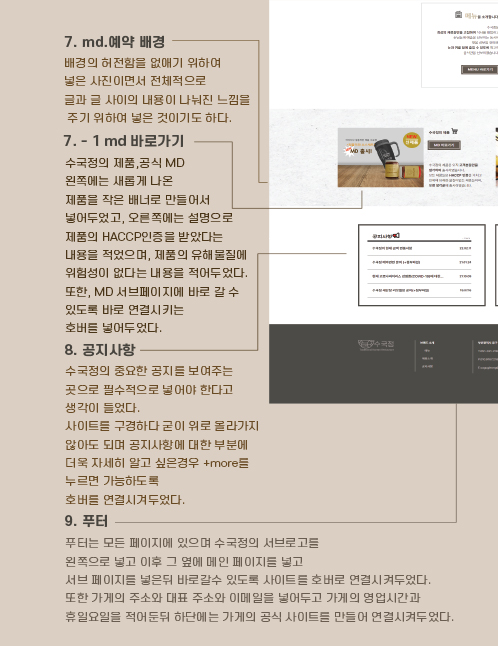 7. md.예약 배경
배경의 허전함을 없애기 위하여
넣은 사진이면서 전체적으로
글과 글 사이의 내용이 나눠진 느낌을
주기 위하여 넣은 것이기도 하다.
7. - 1 md 바로가기
수국정의 제품,공식 MD
왼쪽에는 새롭게 나온
제품을 작은 배너로 만들어서
넣어두었고, 오른쪽에는 설명으로
제품의 HACCP인증을 받았다는
내용을 적었으며, 제품의 유해물질에
위험성이 없다는 내용을 적어두었다.
또한, MD 서브페이지에 바로 갈 수
있도록 바로 연결시키는
호버를 넣어두었다.
8. 공지사항
수국정의 중요한 공지를 보여주는
곳으로 필수적으로 넣어야 한다고
생각이 들었다.
사이트를 구경하다 굳이 위로 올라가지
않아도 되며 공지사항에 대한 부분에
더욱 자세히 알고 싶은경우 +more를
누르면 가능하도록
호버를 연결시켜두었다.
9. 푸터
푸터는 모든 페이지에 있으며 수국정의 서브로고를
왼쪽으로 넣고 이후 그 옆에 메인 페이지를 넣고
서브 페이지를 넣은뒤 바로갈수 있도록 사이트를 호버로 연결시켜두었다.
또한 가게의 주소와 대표 주소와 이메일을 넣어두고 가게의 영업시간과
휴일요일을 적어둔뒤 하단에는 가게의 공식 사이트를 만들어 연결시켜두었다.
메뉴
수국정의 제품
MD 출시!
공지사항
수국정